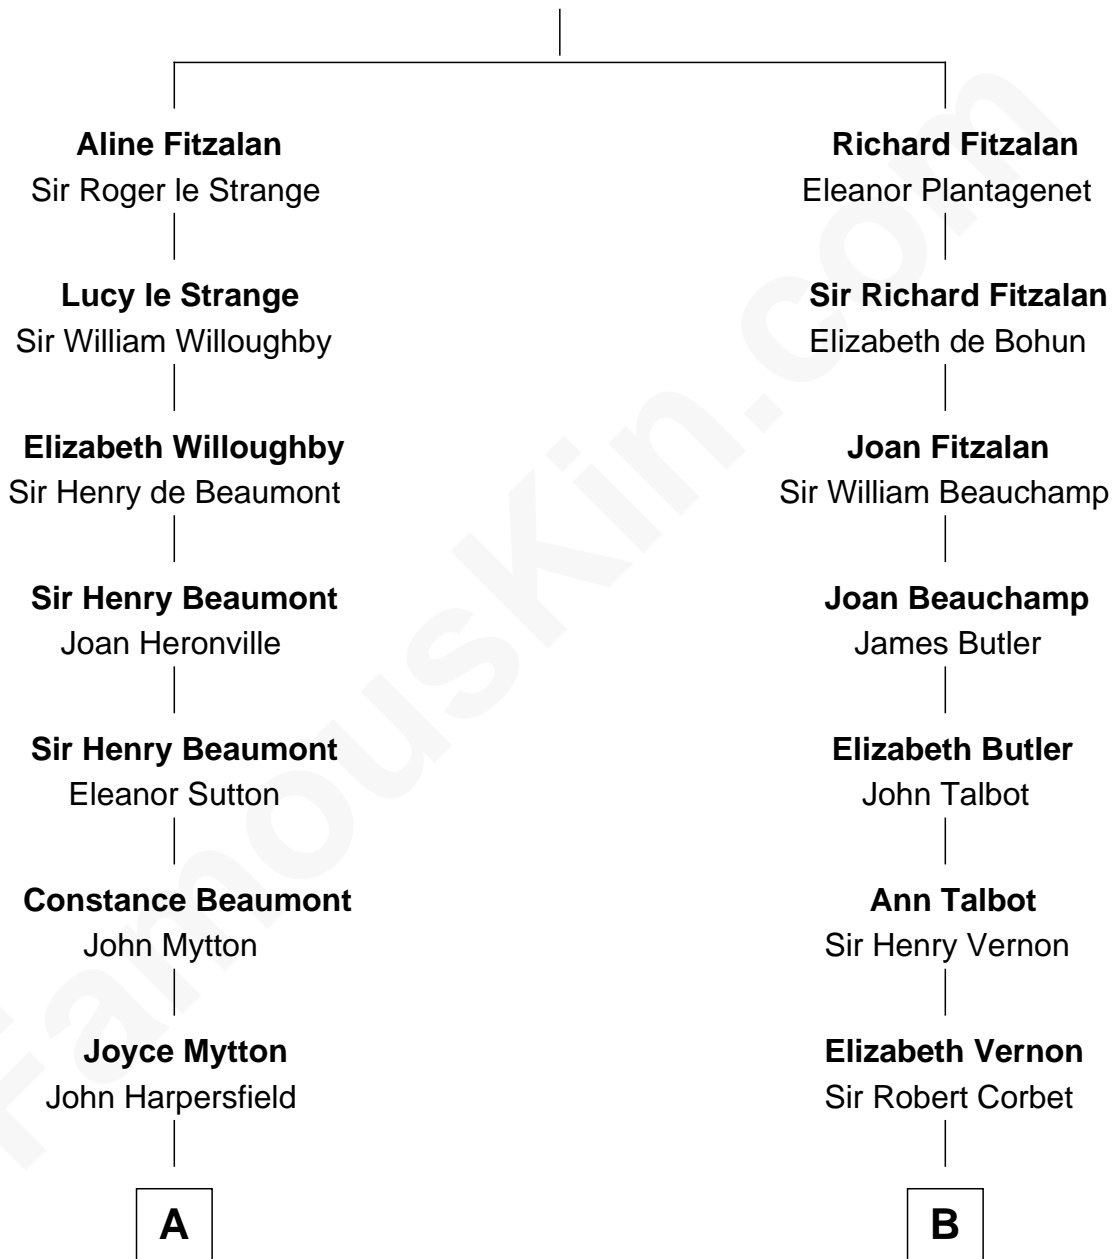 Aline Fitzalan
Sir Roger le Strange
Lucy le Strange
Sir William Willoughby
Elizabeth Willoughby
Sir Henry de Beaumont
Sir Henry Beaumont
Joan Heronville
Sir Henry Beaumont
Eleanor Sutton
Constance Beaumont
John Mytton
Joyce Mytton
John Harpersfield
A
Richard Fitzalan
Eleanor Plantagenet
Sir Richard Fitzalan
Elizabeth de Bohun
Joan Fitzalan
Sir William Beauchamp
Joan Beauchamp
James Butler
Elizabeth Butler
John Talbot
Ann Talbot
Sir Henry Vernon
Elizabeth Vernon
Sir Robert Corbet
B
FamousKin.com